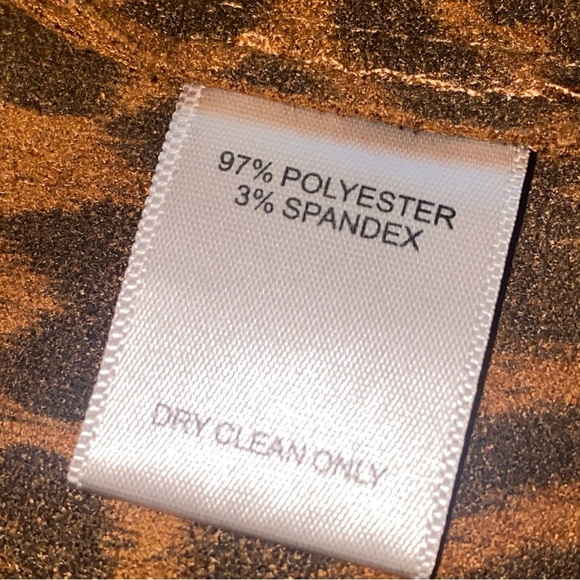 97% POLYESTER
3% SPANDEX
DRY CLEAN ONLY